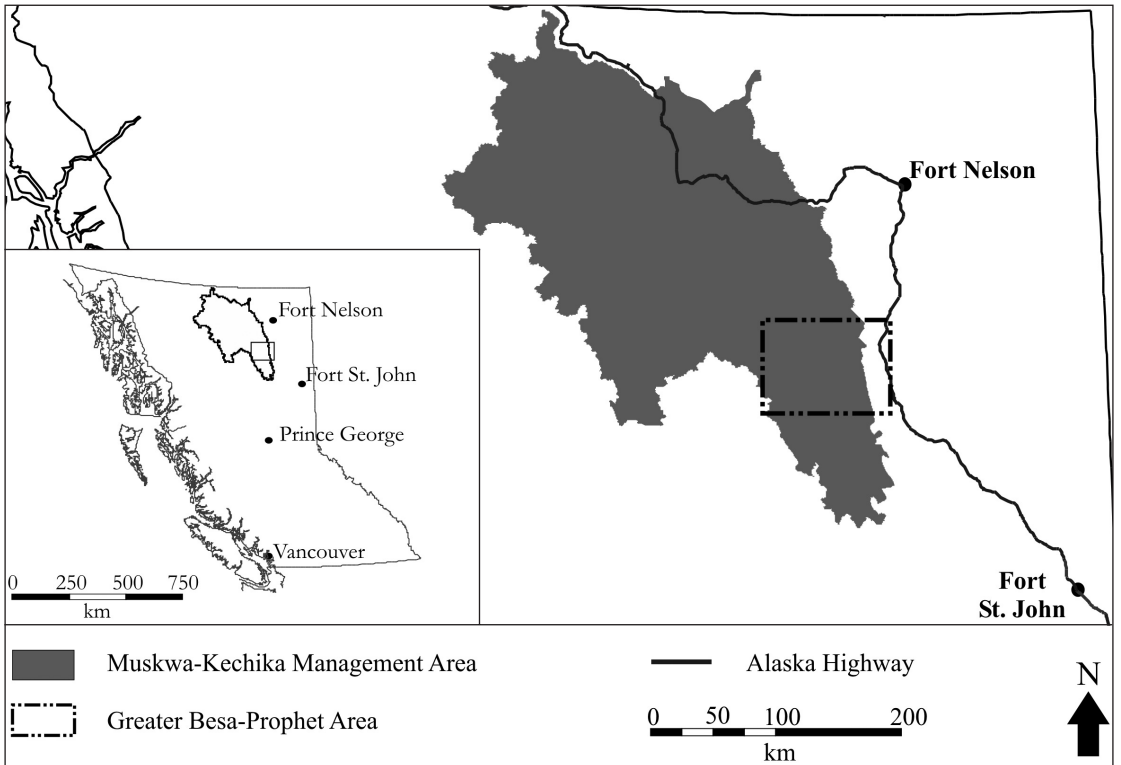 Fort Nelson
Fort Nelson
Fort St. John
Prince George
Vancouver
0 250 500 750
km
Fort
St. John
Muskwa-Kechika Management Area
Greater Besa-Prophet Area
Alaska Highway
0 50 100 200
km
N